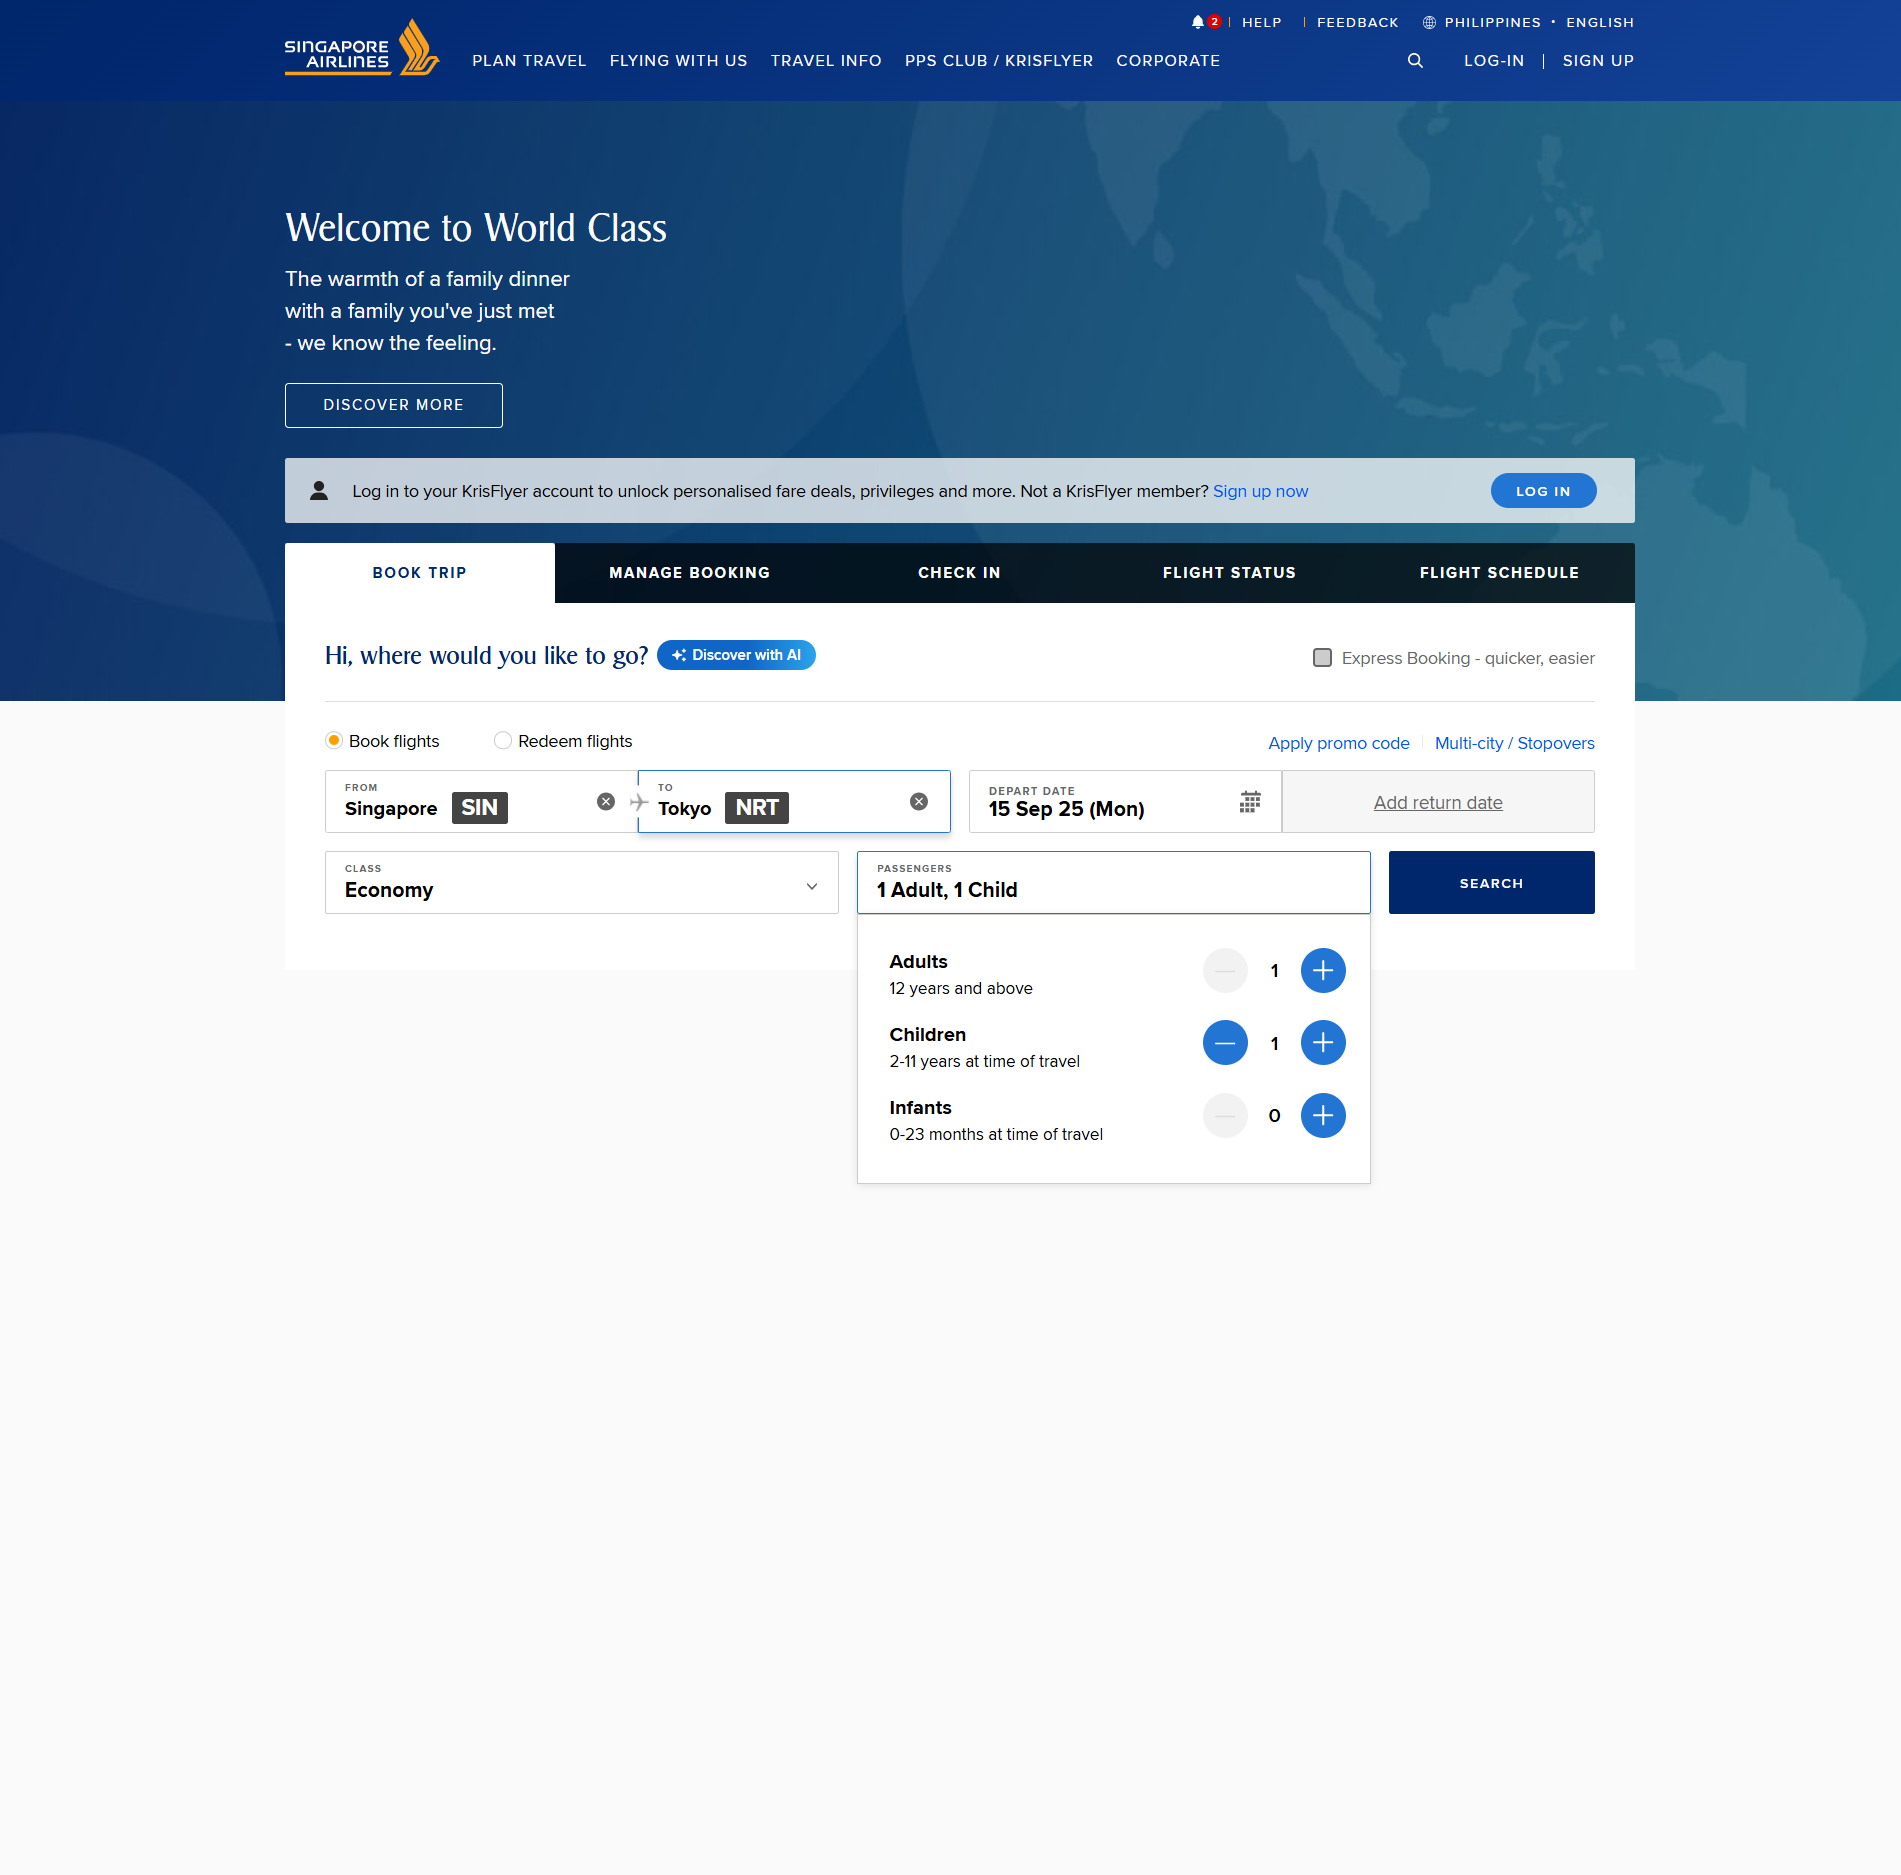 2
HELP
FEEDBACK
PHILIPPINES • ENGLISH
SINGAPORE
AIRLINES
PLAN TRAVEL
FLYING WITH US
TRAVEL INFO
PPS CLUB / KRISFLYER
CORPORATE
LOG-IN
SIGN UP
Welcome to World Class
The warmth of a family dinner
with a family you've just met
- we know the feeling.
DISCOVER MORE
Log in to your KrisFlyer account to unlock personalised fare deals, privileges and more. Not a KrisFlyer member? Sign up now
LOG IN
BOOK TRIP
MANAGE BOOKING
CHECK IN
FLIGHT STATUS
FLIGHT SCHEDULE
Hi, where would you like to go?
Discover with AI
Express Booking - quicker, easier
Book flights
Redeem flights
Apply promo code
Multi-city / Stopovers
FROM
Singapore SIN
TO
Tokyo NRT
DEPART DATE
15 Sep 25 (Mon)
Add return date
CLASS
Economy
PASSENGERS
1 Adult, 1 Child
SEARCH
Adults
12 years and above
1
Children
2-11 years at time of travel
1
Infants
0-23 months at time of travel
0